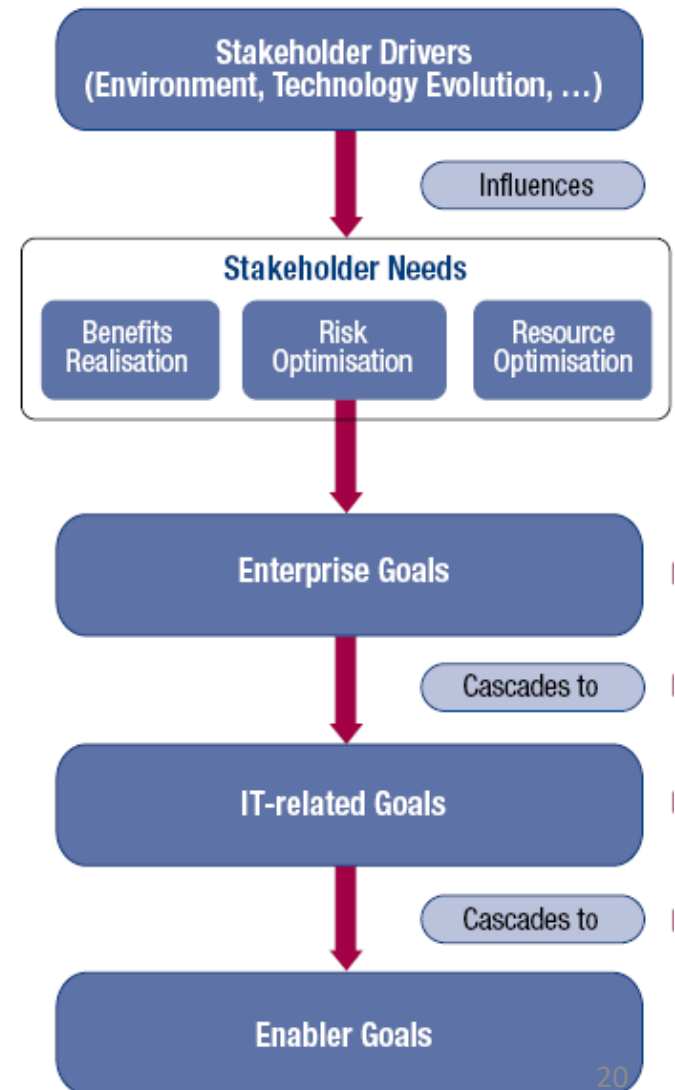 Stakeholder Drivers
(Environment, Technology Evolution, …)
Influences
Stakeholder Needs
Benefits
Realisation
Risk
Optimisation
Resource
Optimisation
Enterprise Goals
Cascades to
IT-related Goals
Cascades to
Enabler Goals
20